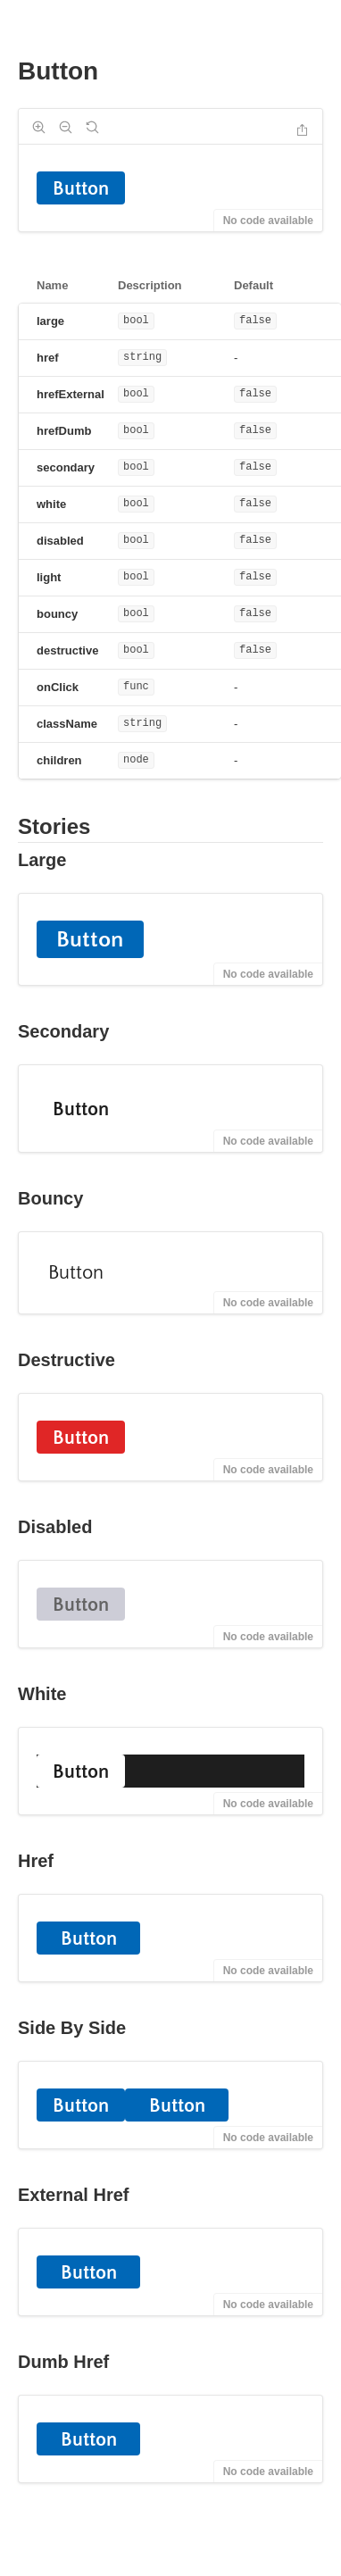 Button
Button
No code available
Name Description Default
large bool false
href string -
hrefExternal bool false
hrefDumb bool false
secondary bool false
white bool false
disabled bool false
light bool false
bouncy bool false
destructive bool false
onClick func -
className string -
children node -
Stories
Large
Button
No code available
Secondary
Button
No code available
Bouncy
Button
No code available
Destructive
Button
No code available
Disabled
Button
No code available
White
Button
No code available
Href
Button
No code available
Side By Side
Button Button
No code available
External Href
Button
No code available
Dumb Href
Button
No code available